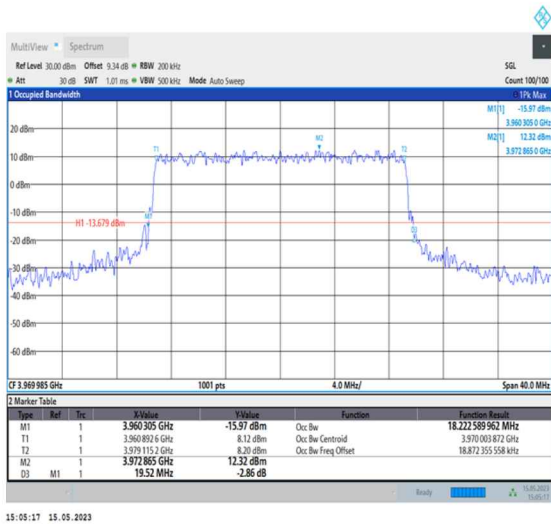 MultiView Spectrum
Ref Level 30.00 dBm Offset 9.34 dB RBW 200 kHz SGL
Att 30 dB SWT 1.01 ms VBW 500 kHz Mode Auto Sweep Count 100/100
1 Occupied Bandwidth 1Pk Max
M1[1] -15.97 dBm
3.960 305 0 GHz
M2[1] 12.32 dBm
3.972 865 0 GHz
20 dBm
M2
T1 T2
10 dBm
0 dBm
-10 dBm
M1
H1 -13.679 dBm
D3
-20 dBm
-30 dBm
-40 dBm
-50 dBm
-60 dBm
CF 3.969 985 GHz 1001 pts 4.0 MHz/ Span 40.0 MHz
2 Marker Table
Type Ref Trc X-Value Y-Value Function Function Result
M1 1 3.960305 GHz -15.97 dBm Occ Bw 18.222 589 962 MHz
T1 1 3.960 892 6 GHz 8.12 dBm Occ Bw Centroid 3.970 003 872 GHz
T2 1 3.979 115 2 GHz 8.20 dBm Occ Bw Freq Offset 18.872 355 558 kHz
M2 1 3.972865 GHz 12.32 dBm
D3 M1 1 19.52 MHz -2.86 dB
Ready 15.05.2023
15:05:17
15:05:17 15.05.2023